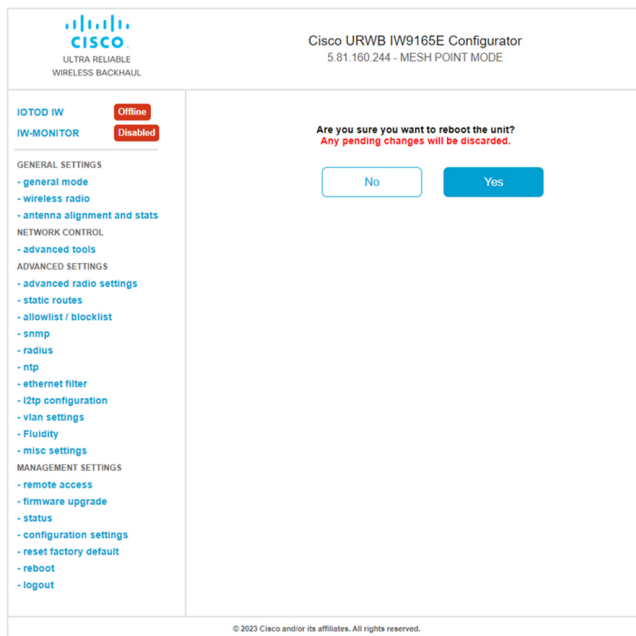 CISCO
ULTRA RELIABLE
WIRELESS BACKHAUL
Cisco URWB IW9165E Configurator
5.81.160.244 - MESH POINT MODE
IOTOD IW Offline
IW-MONITOR Disabled
GENERAL SETTINGS
- general mode
- wireless radio
- antenna alignment and stats
NETWORK CONTROL
- advanced tools
ADVANCED SETTINGS
- advanced radio settings
- static routes
- allowlist / blocklist
- snmp
- radius
- ntp
- ethernet filter
- l2tp configuration
- vlan settings
- Fluidity
- misc settings
MANAGEMENT SETTINGS
- remote access
- firmware upgrade
- status
- configuration settings
- reset factory default
- reboot
- logout
Are you sure you want to reboot the unit?
Any pending changes will be discarded.
No Yes
© 2023 Cisco and/or its affiliates. All rights reserved.